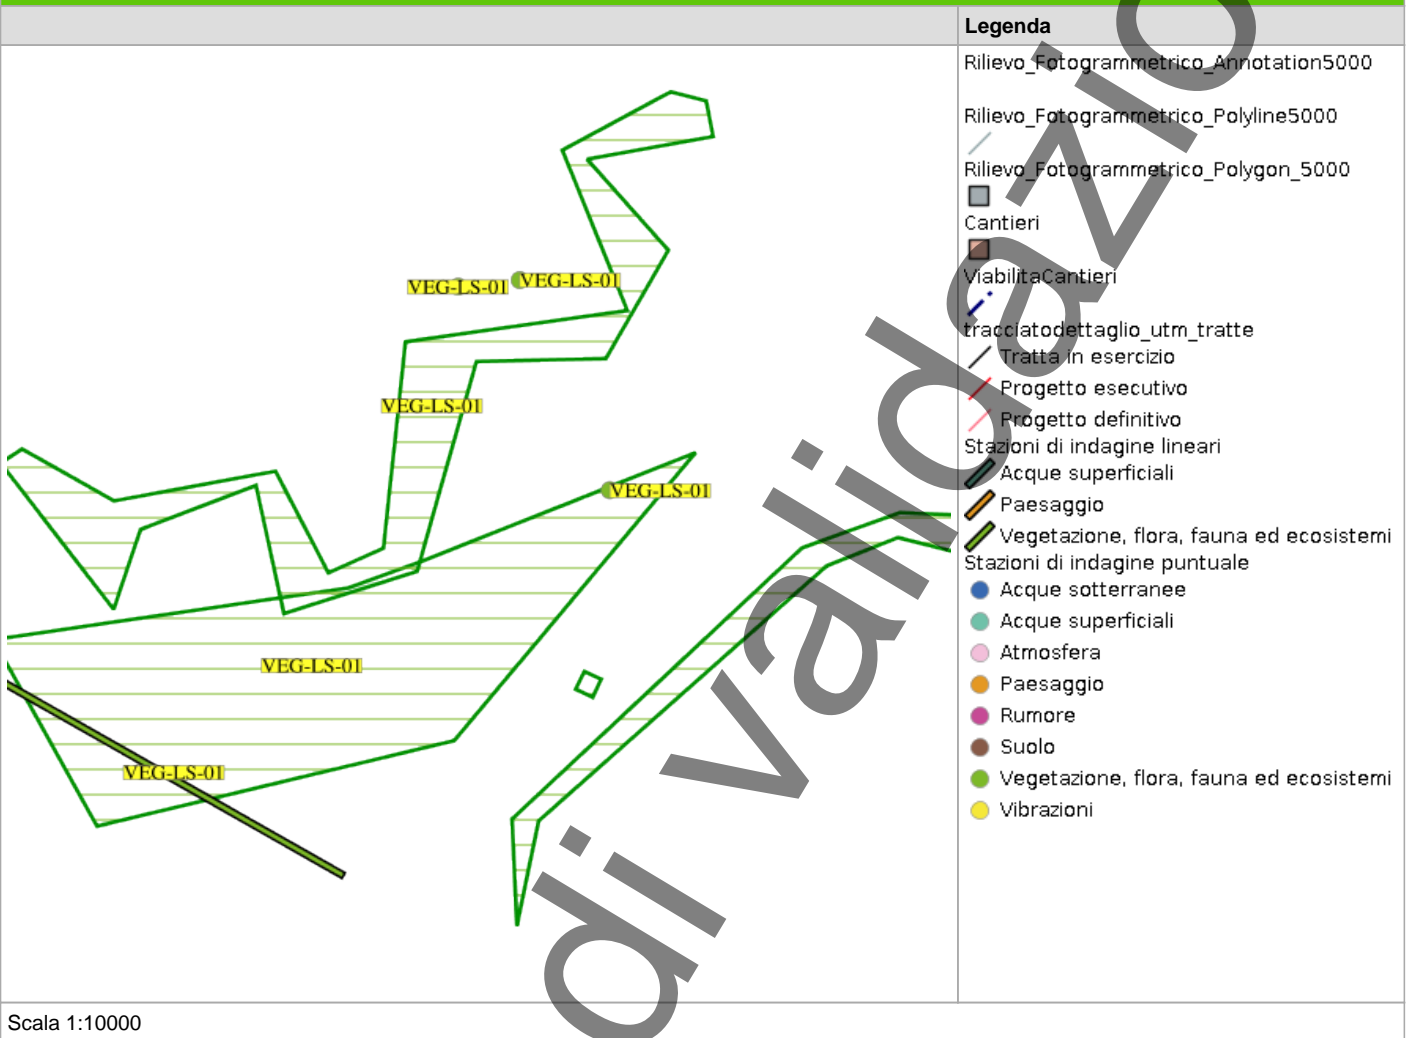 Legenda
VEG-LS-01
VEG-LS-01
VEG-LS-01
VEG-LS-01
VEG-LS-01
VEG-LS-01
Rilievo_Fotogrammetrico_Annotation5000
Rilievo_Fotogrammetrico_Polyline5000
Rilievo_Fotogrammetrico_Polygon_5000
Cantieri
ViabilitaCantieri
tracciatodettaglio_utm_tratte
Tratta in esercizio
Progetto esecutivo
Progetto definitivo
Stazioni di indagine lineari
Acque superficiali
Paesaggio
Vegetazione, flora, fauna ed ecosistemi
Stazioni di indagine puntuale
Acque sotterranee
Acque superficiali
Atmosfera
Paesaggio
Rumore
Suolo
Vegetazione, flora, fauna ed ecosistemi
Vibrazioni
di validazio
Scala 1:10000